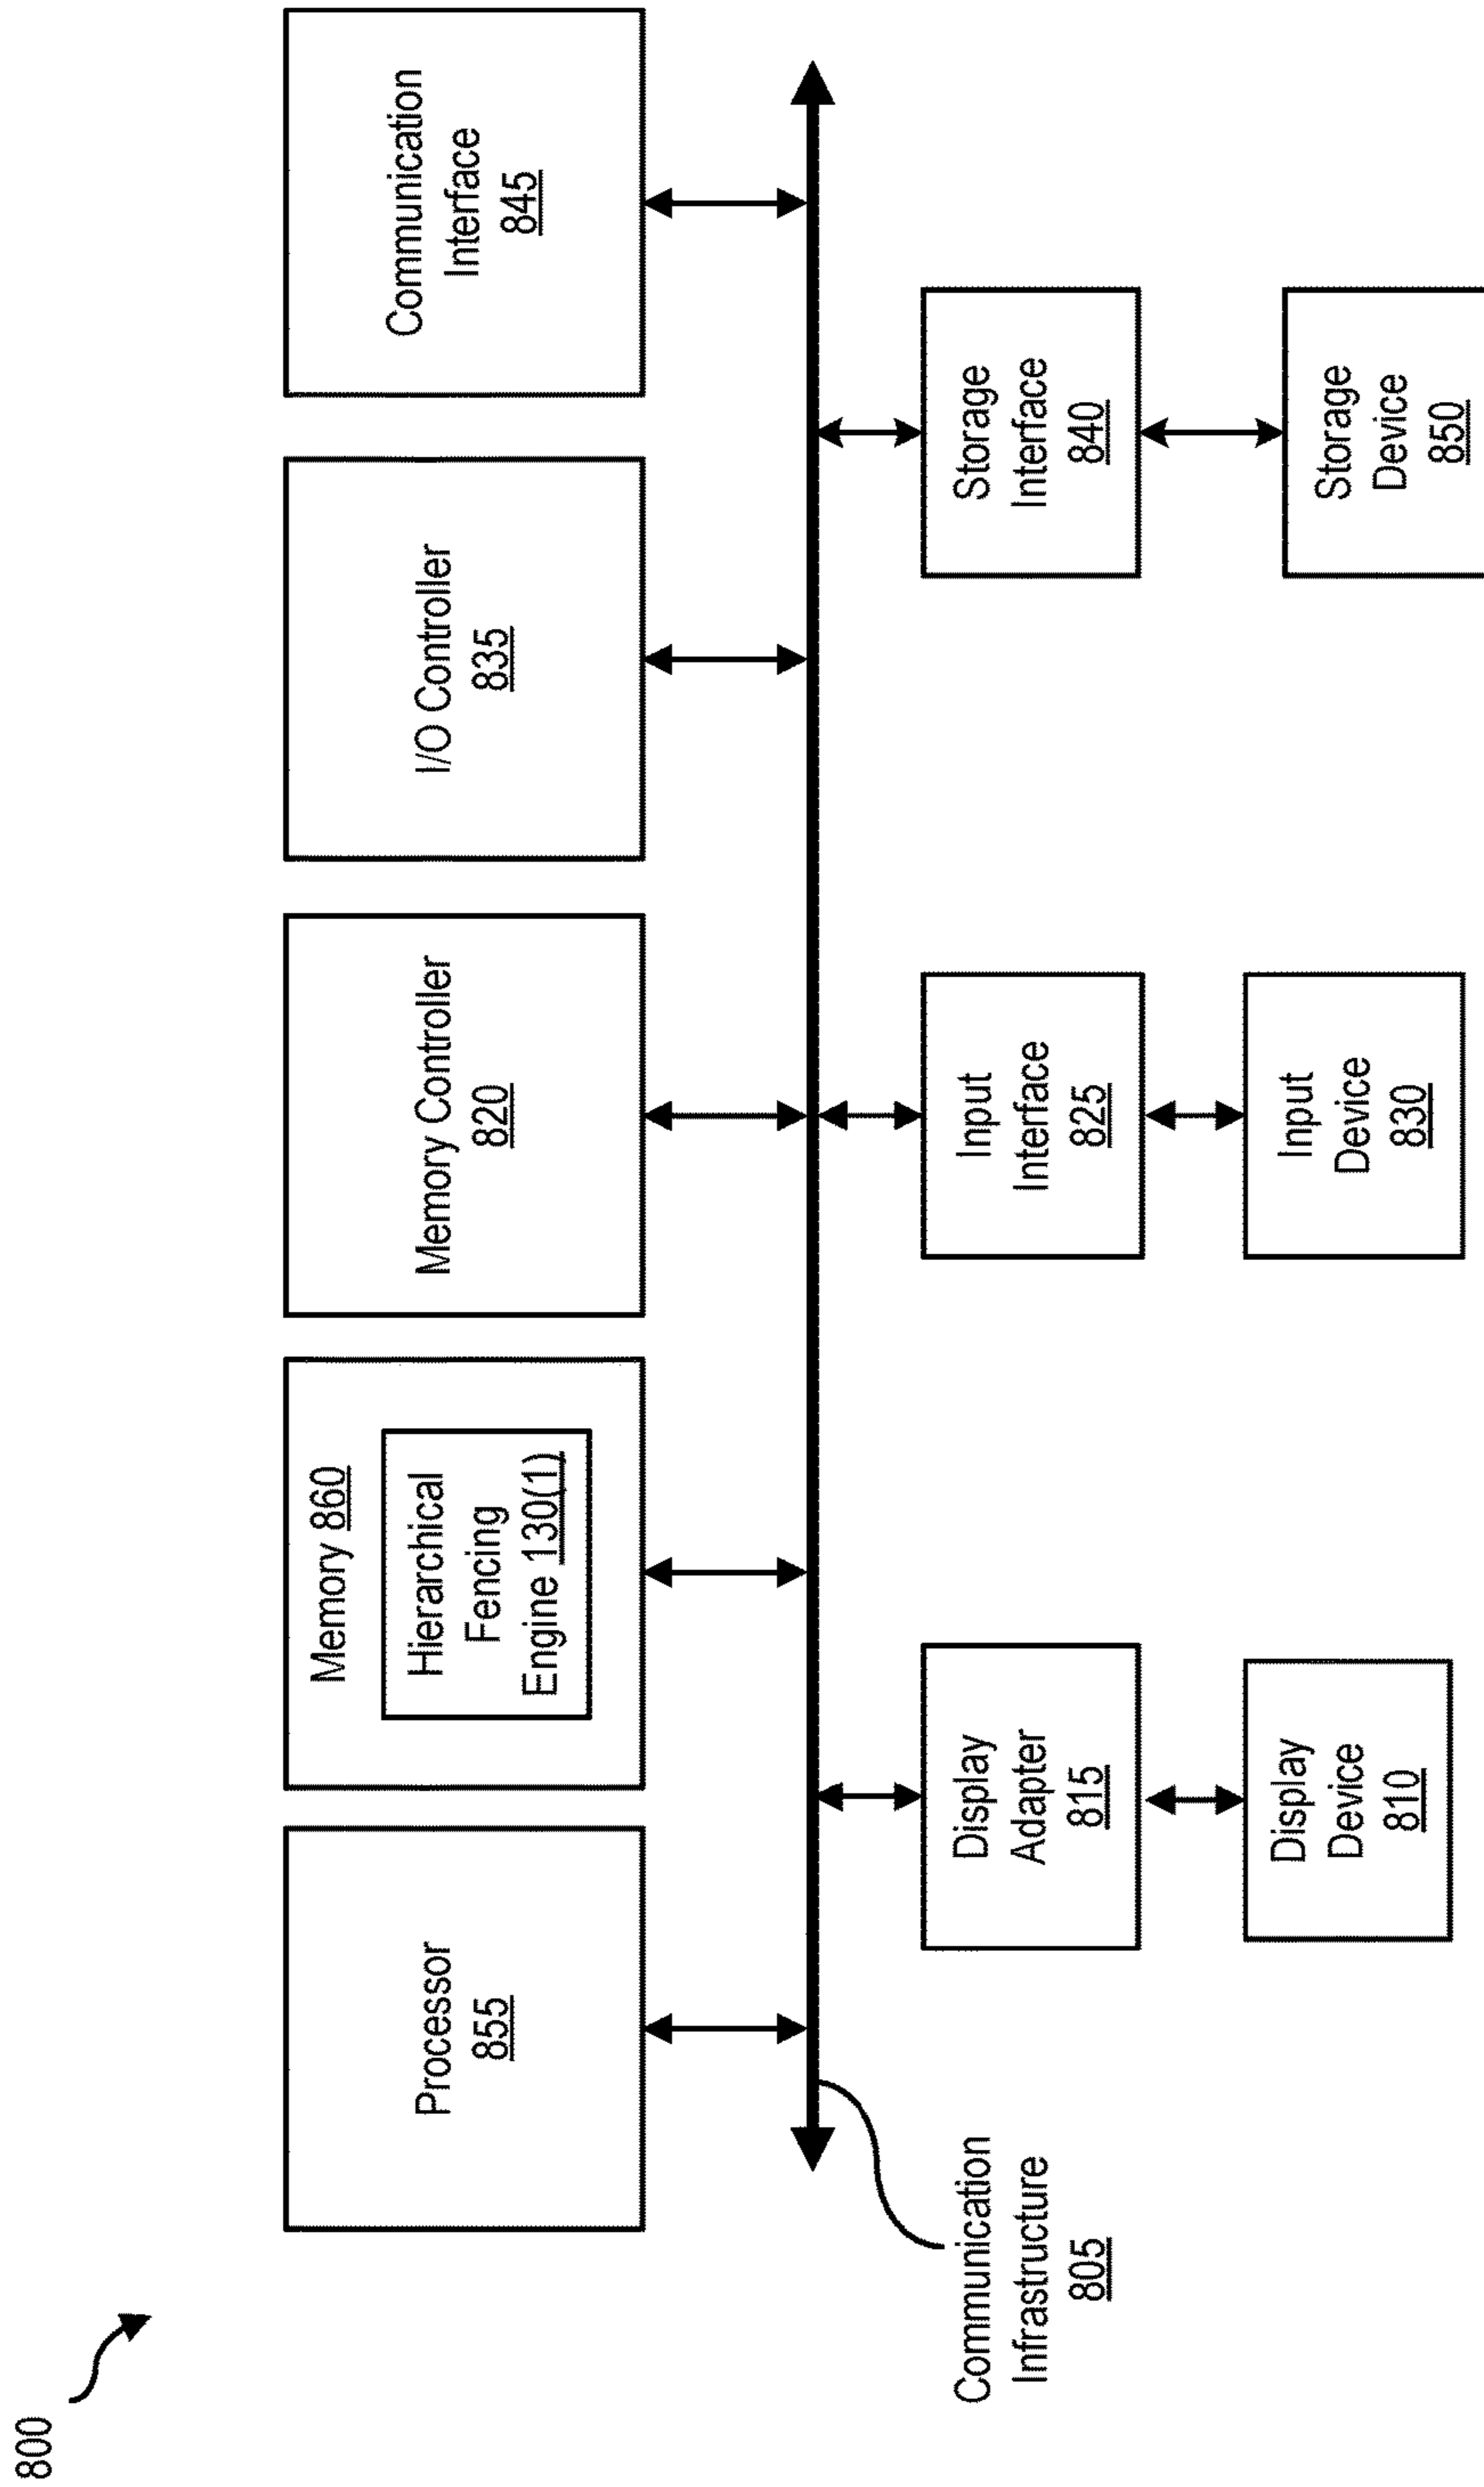 800
Processor
855
Memory 860
Hierarchical
Fencing
Engine 130(1)
Memory Controller
820
I/O Controller
835
Communication
Interface
845
Communication
Infrastructure
805
Display
Adapter
815
Input
Interface
825
Storage
Interface
840
Display
Device
810
Input
Device
830
Storage
Device
850